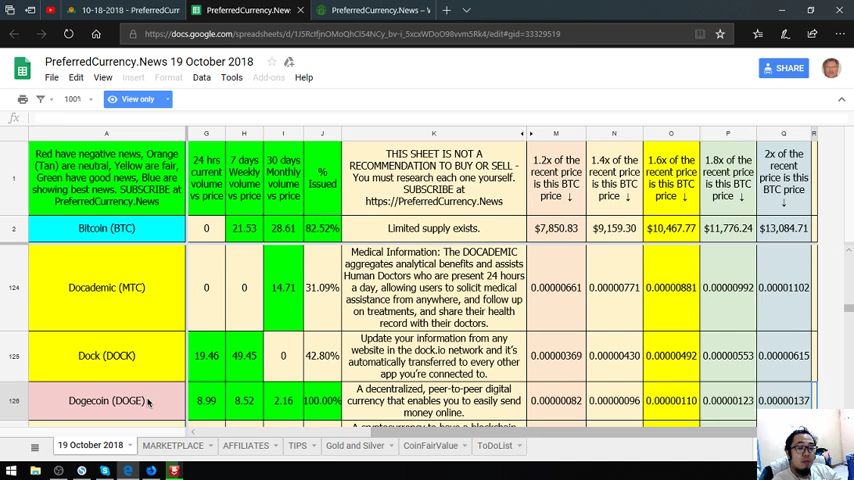 10-18-2018 - PreferredCurr
PreferredCurrency.News
PreferredCurrency.News –
https://docs.google.com/spreadsheets/d/1J5RcIfjnOMoQhCl54NCy_bv-i_5xcxWDoO98vvm5Rk4/edit#gid=33329519
PreferredCurrency.News 19 October 2018
File Edit View Insert Format Data Tools Add-ons Help
SHARE
100%
View only
fx
A G H I J K M N O P Q R
1
Red have negative news, Orange
(Tan) are neutral, Yellow are fair,
Green have good news, Blue are
showing best news. SUBSCRIBE at
PreferredCurrency.News
24 hrs
current
volume
vs price
7 days
Weekly
volume
vs price
30 days
Monthly
volume
vs price
%
Issued
THIS SHEET IS NOT A
RECOMMENDATION TO BUY OR SELL -
You must research each one yourself.
SUBSCRIBE at
https://PreferredCurrency.News
1.2x of the
recent price
is this BTC
price ↓
1.4x of the
recent price
is this BTC
price ↓
1.6x of the
recent price
is this BTC
price ↓
1.8x of the
recent price
is this BTC
price ↓
2x of the
recent price
is this BTC
price
↓
2 Bitcoin (BTC) 0 21.53 28.61 82.52% Limited supply exists. $7,850.83 $9,159.30 $10,467.77 $11,776.24 $13,084.71
124 Docademic (MTC) 0 0 14.71 31.09%
Medical Information: The DOCADEMIC
aggregates analytical benefits and assists
Human Doctors who are present 24 hours
a day, allowing users to solicit medical
assistance from anywhere, and follow up
on treatments, and share their health
record with their doctors.
0.00000661 0.00000771 0.00000881 0.00000992 0.00001102
125 Dock (DOCK) 19.46 49.45 0 42.80%
Update your information from any
website in the dock.io network and it's
automatically transferred to every other
app you're connected to.
0.00000369 0.00000430 0.00000492 0.00000553 0.00000615
126 Dogecoin (DOGE) 8.99 8.52 2.16 100.00%
A decentralized, peer-to-peer digital
currency that enables you to easily send
money online.
0.00000082 0.00000096 0.00000110 0.00000123 0.00000137
19 October 2018 MARKETPLACE AFFILIATES TIPS Gold and Silver CoinFairValue ToDoList